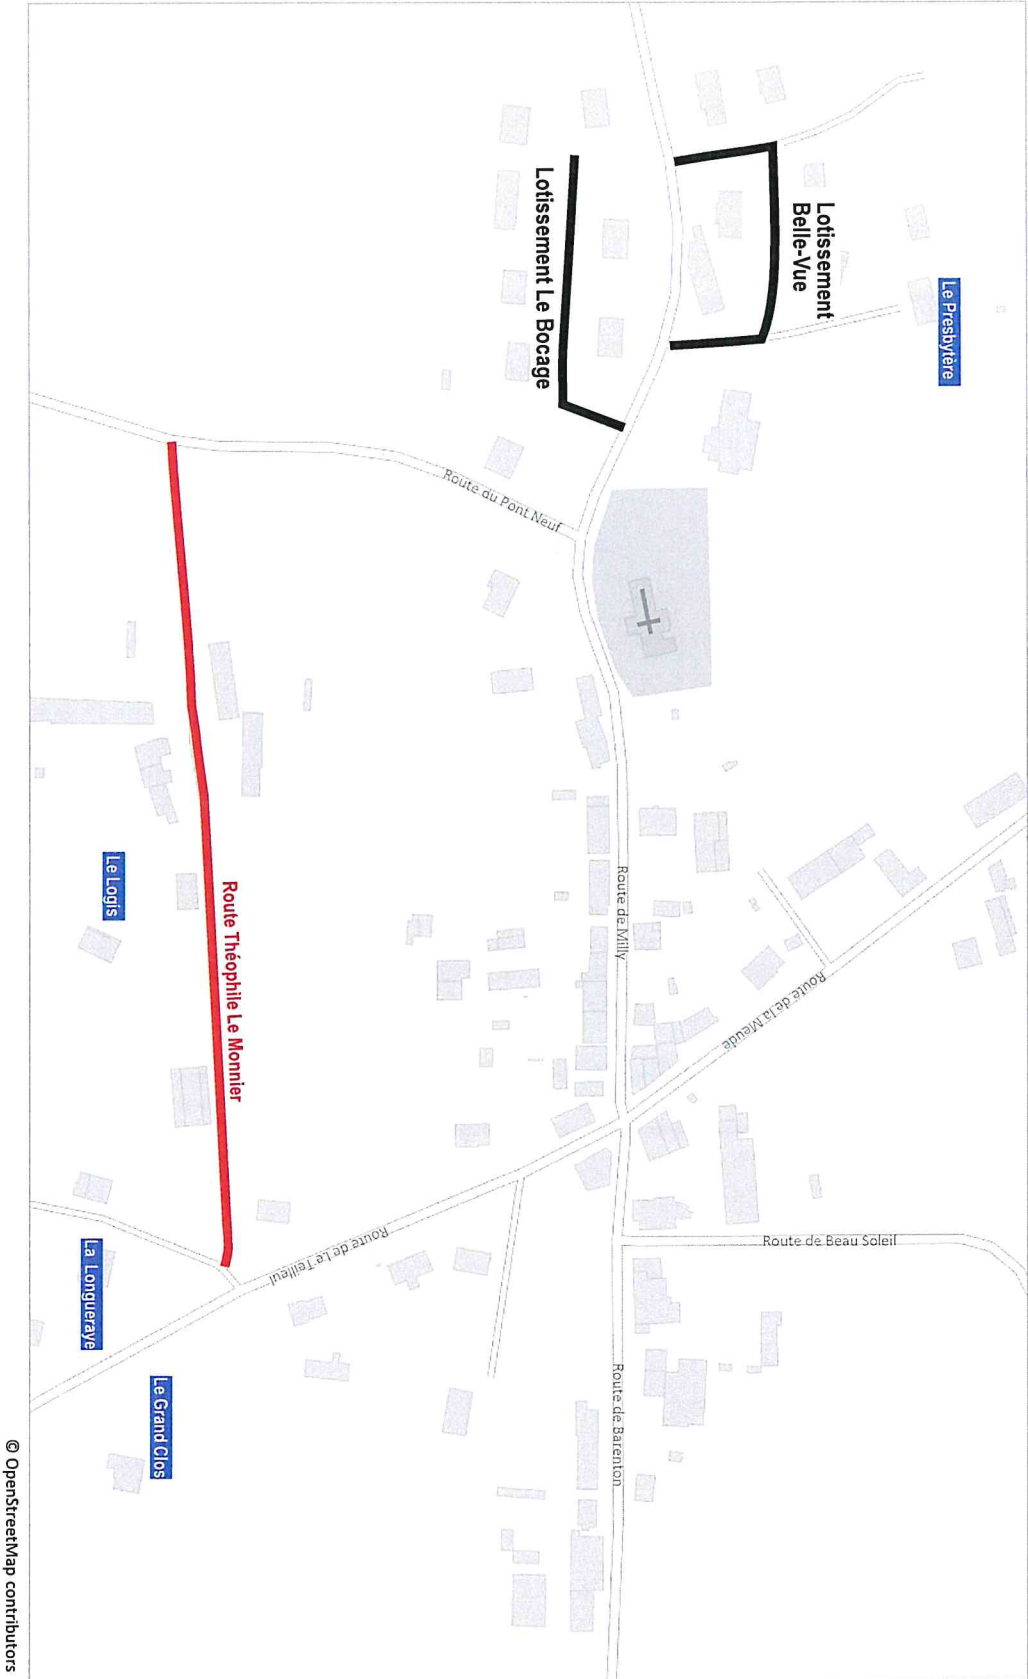 Le Presbytère
Lotissement
Belle-Vue
Lotissement Le Bocage
Route du Pont Neuf
Route de Milly
Route de la Meude
Route de Beau Soleil
Route de Barenton
Route de Le Teilleul
Route Théophile Le Monnier
Le Logis
La Longueraye
Le Grand Clos
© OpenStreetMap contributors